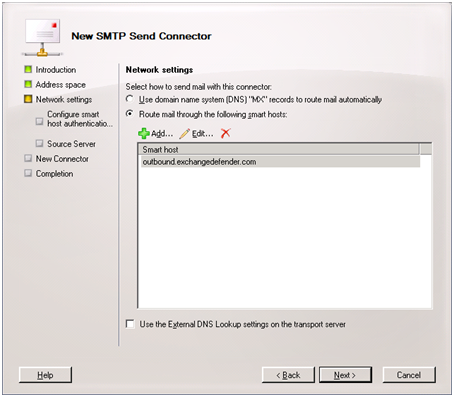 New SMTP Send Connector
Introduction
Address space
Network settings
Configure smart
host authenticatio...
Source Server
New Connector
Completion
Network settings
Select how to send mail with this connector:
Use domain name system (DNS) "MX" records to route mail automatically
Route mail through the following smart hosts:
Add... Edit...
Smart host
outbound.exchangedefender.com
Use the External DNS Lookup settings on the transport server
Help < Back Next > Cancel